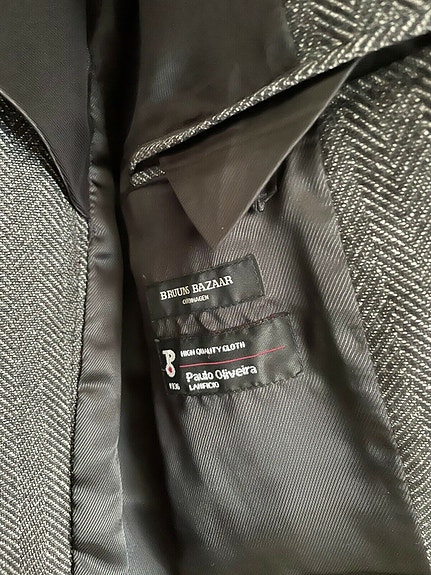 BRUUNS BAZAAR
COPENHAGEN
HIGH QUALITY CLOTH
Paulo Oliveira
LANIFICIO